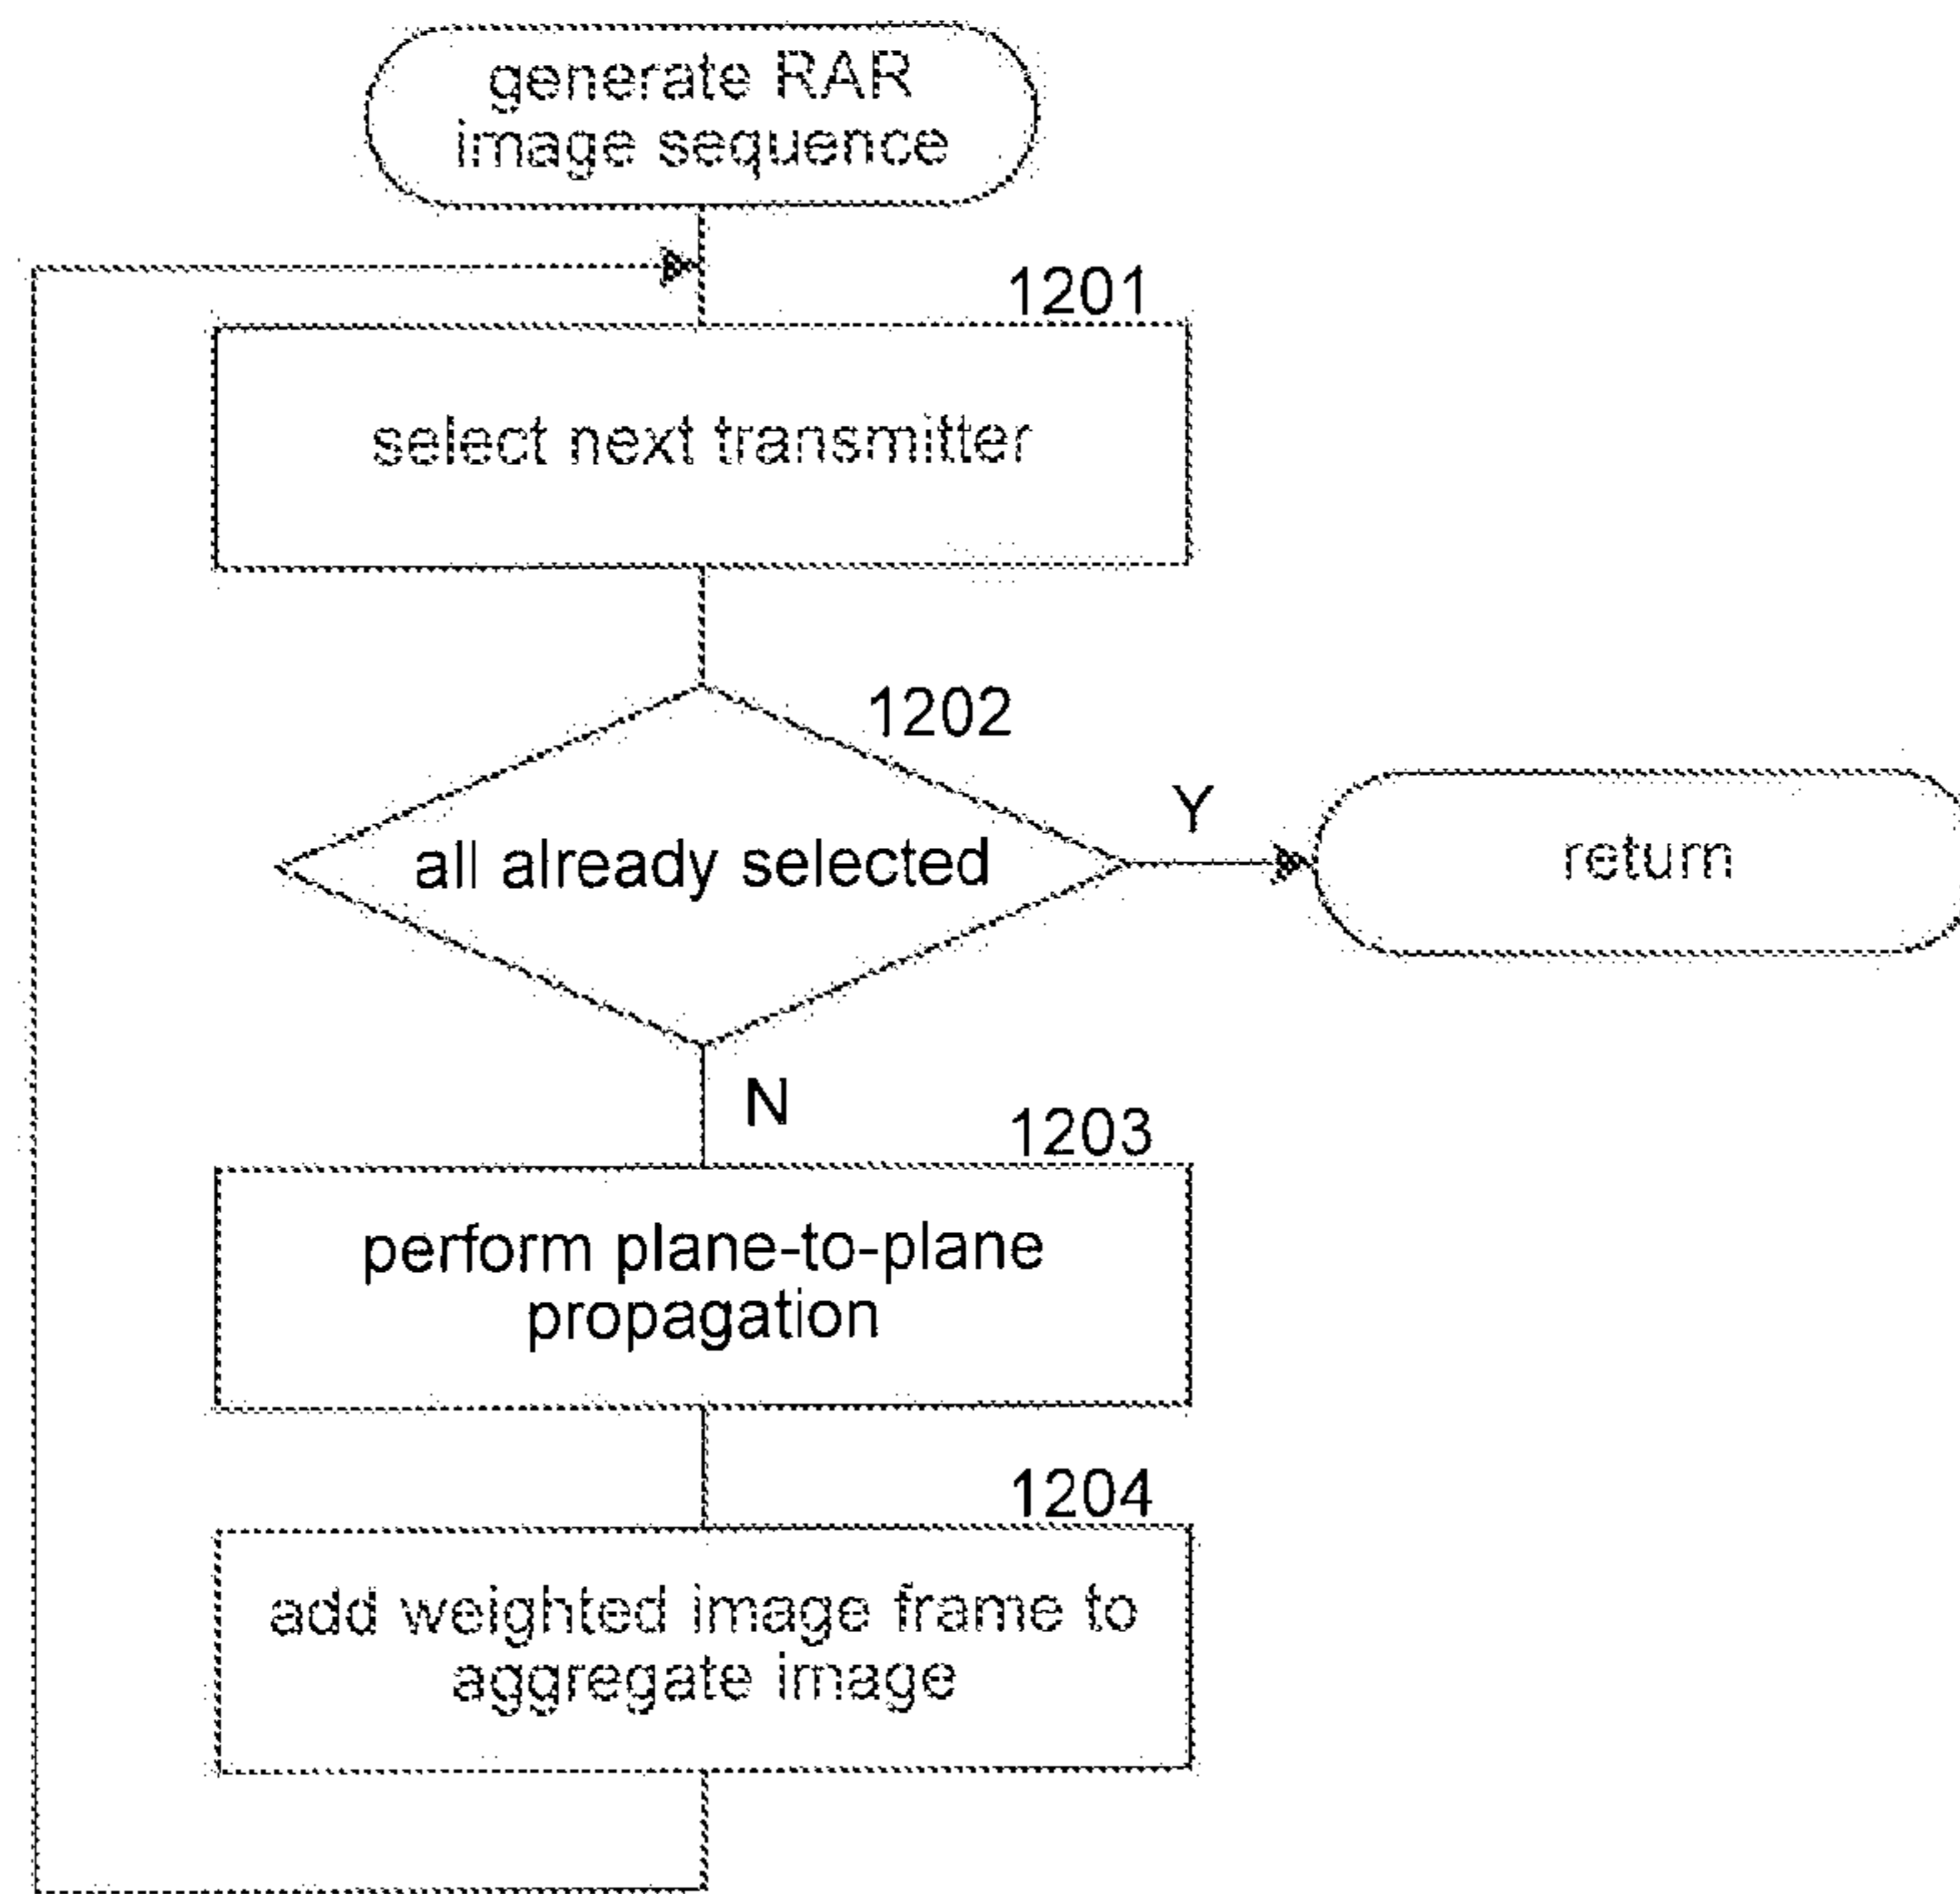 generate RAR
image sequence
1201
select next transmitter
1202
all already selected
Y
return
N
1203
perform plane-to-plane
propagation
1204
add weighted image frame to
aggregate image